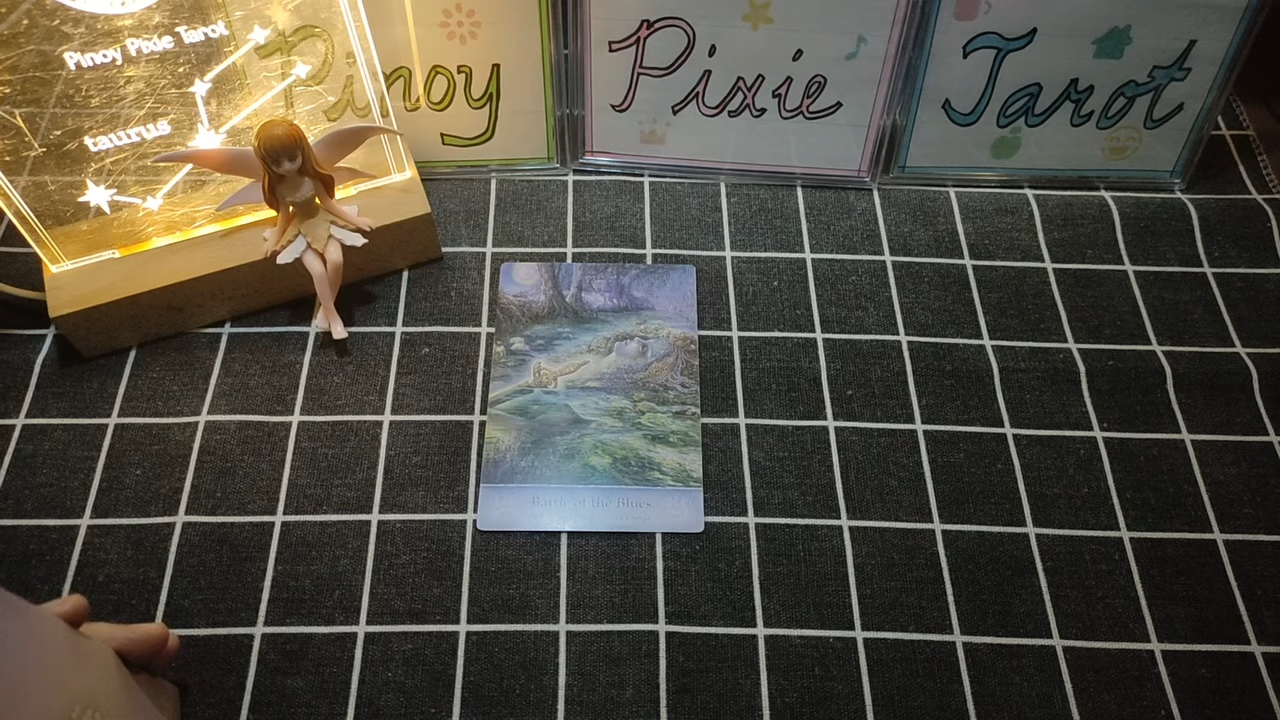 Pinoy Pixie Tarot
taurus
Pinoy
Pixie
Tarot
Battle of the Blues